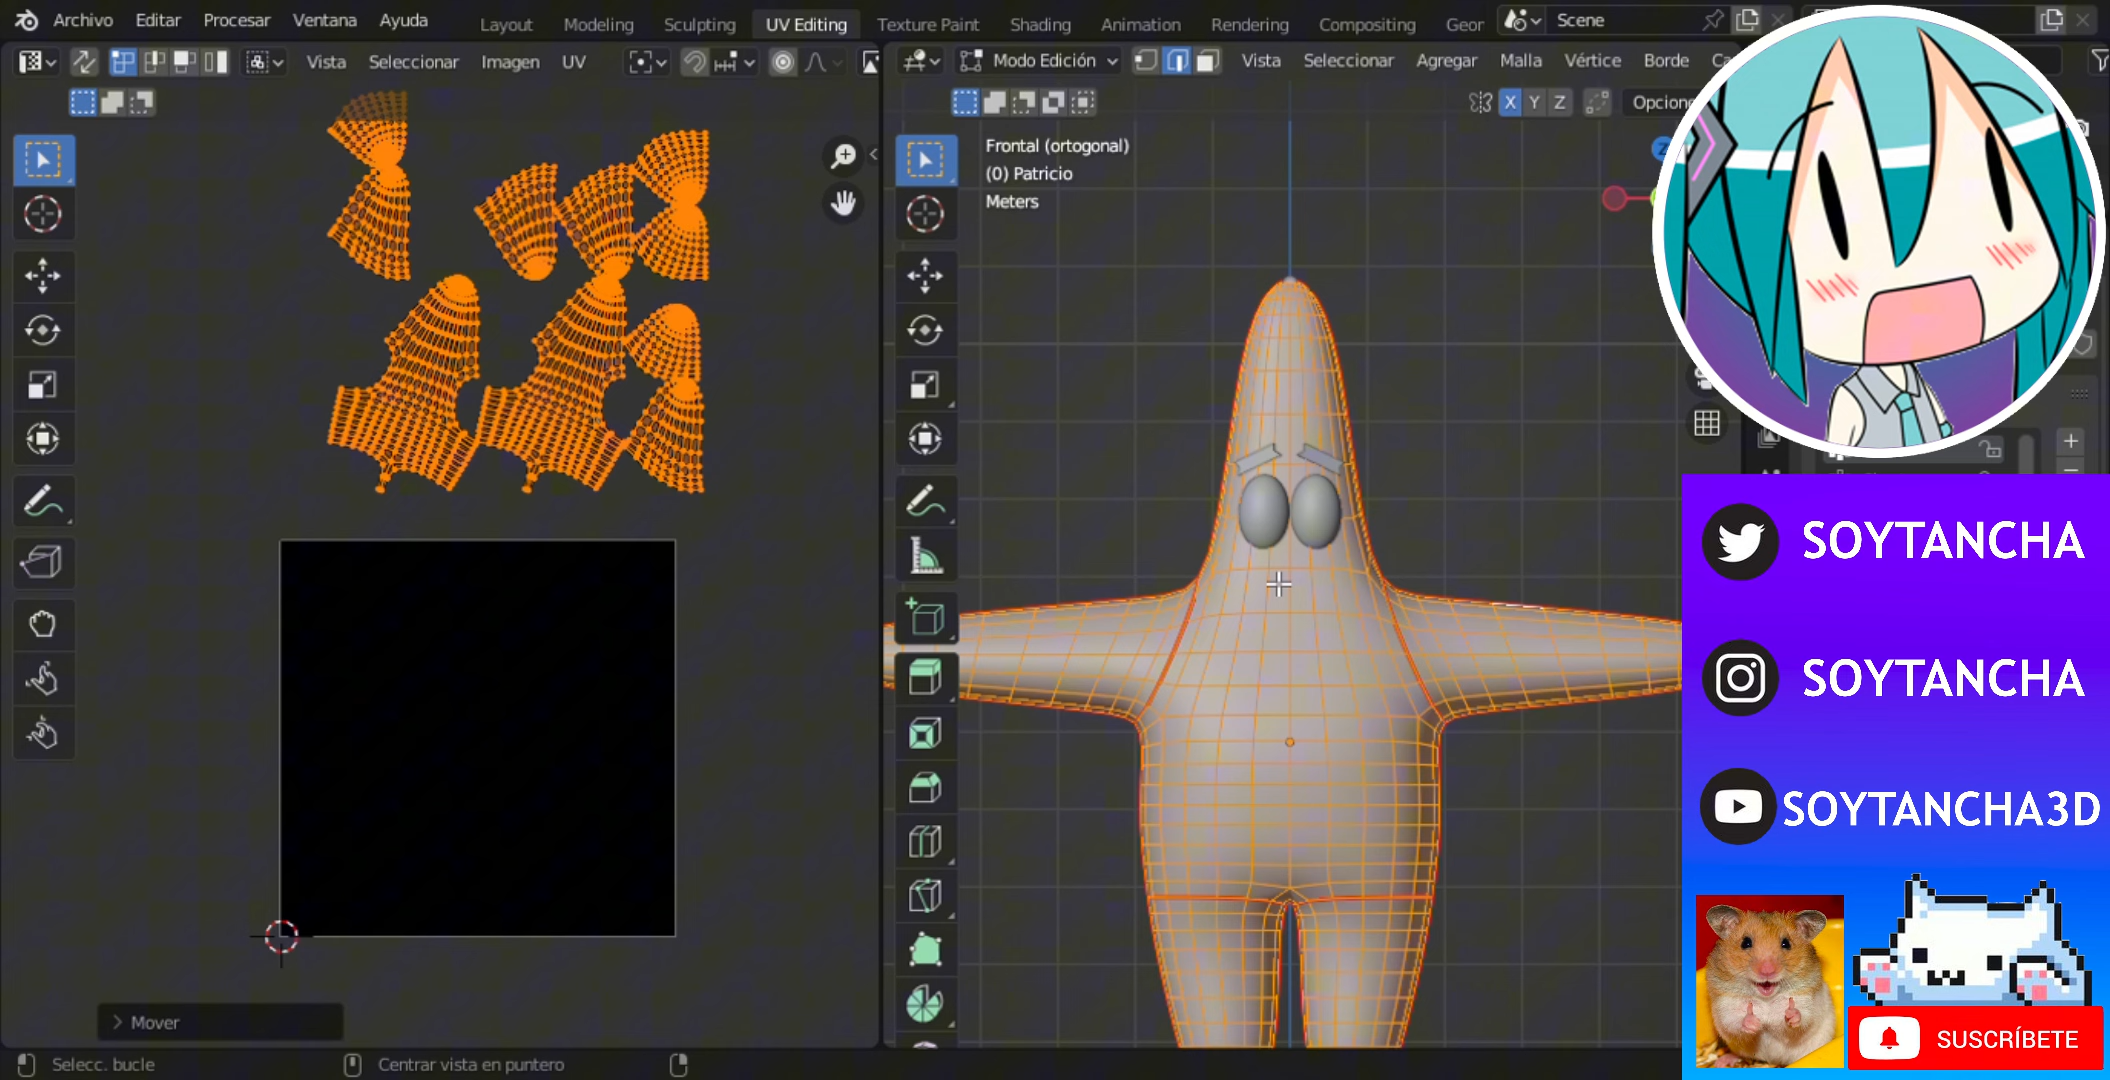 Archivo Editar Procesar Ventana Ayuda
Layout Modeling Sculpting UV Editing Texture Paint Shading Animation Rendering Compositing Geor
Scene
Vista Seleccionar Imagen UV
Modo Edición Vista Seleccionar Agregar Malla Vértice Borde Ca
X Y Z Opcione
Frontal (ortogonal)
(0) Patricio
Meters
Z
SOYTANCHA
SOYTANCHA
SOYTANCHA3D
SUSCRÍBETE
Mover
Selecc. bucle
Centrar vista en puntero